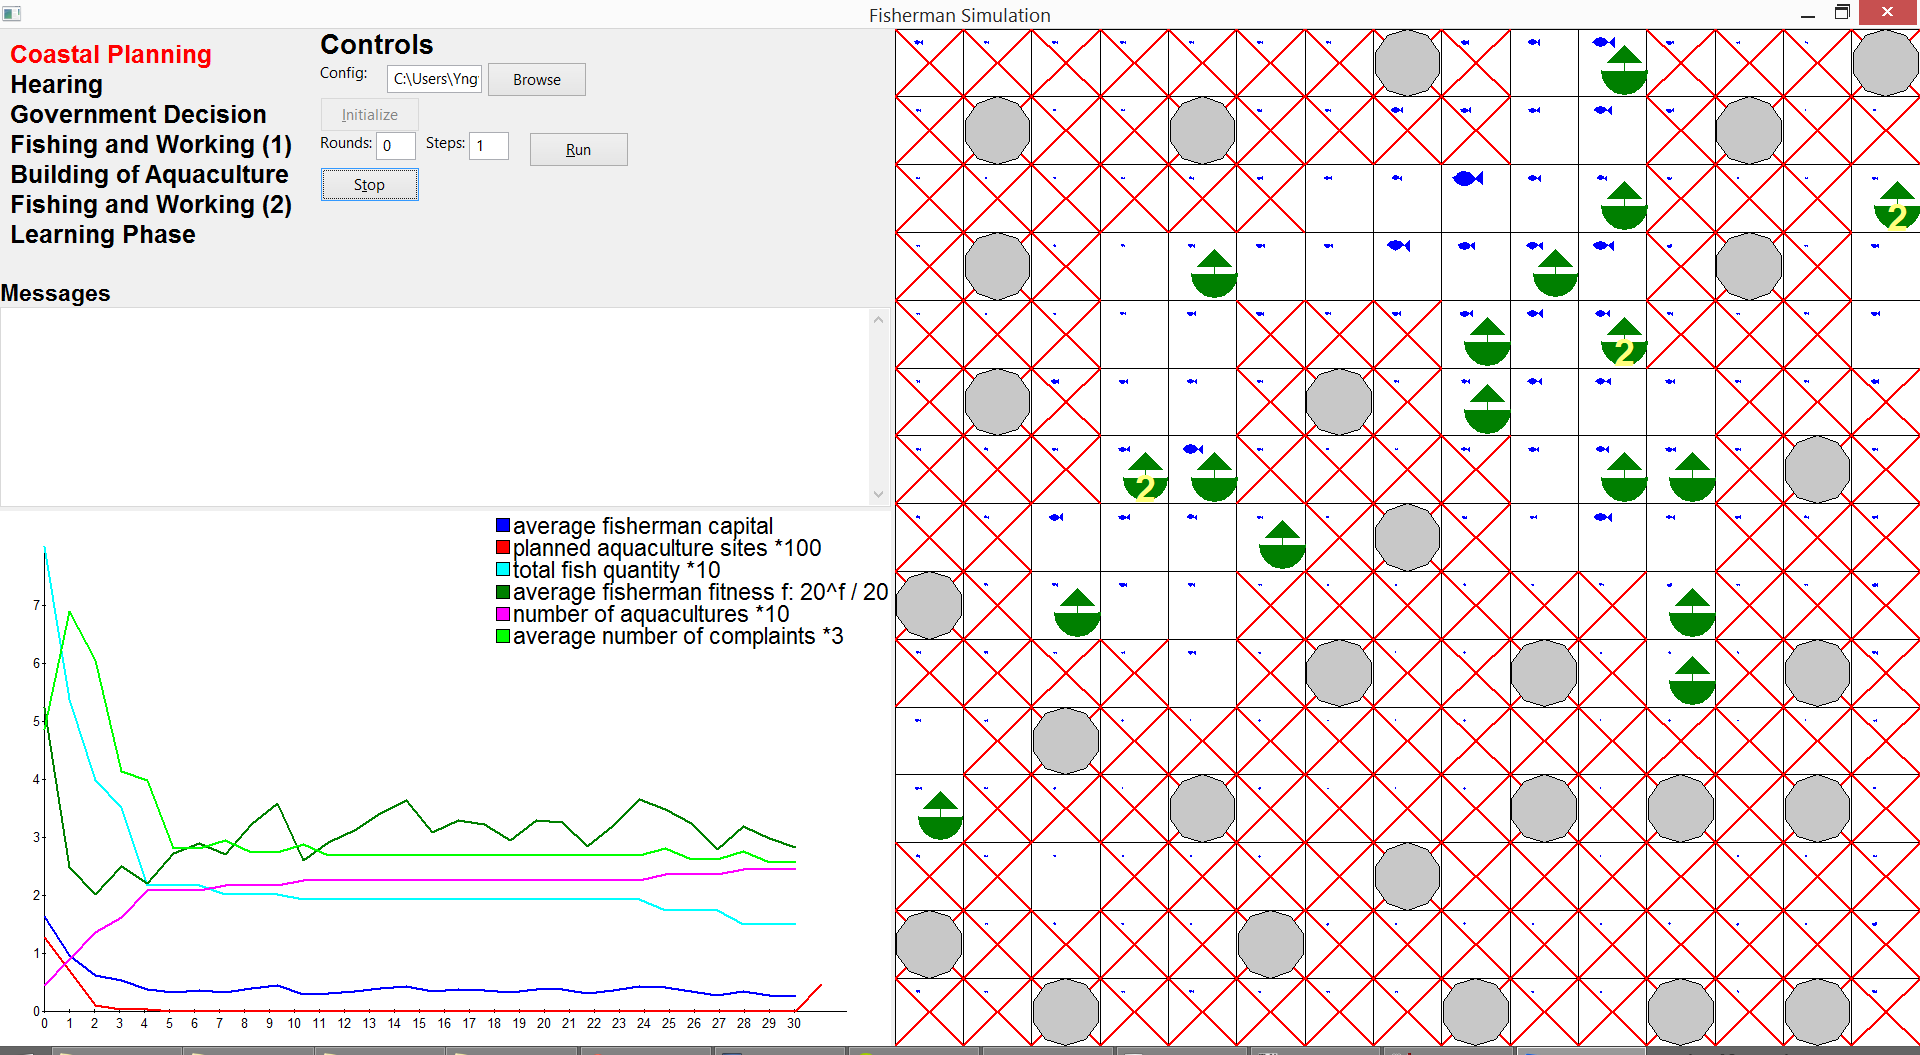 Fisherman Simulation
Coastal Planning
Hearing
Government Decision
Fishing and Working (1)
Building of Aquaculture
Fishing and Working (2)
Learning Phase
Controls
Config: C:\Users\Yng Browse
Initialize
Rounds: 0 Steps: 1 Run
Stop
Messages
average fisherman capital
planned aquaculture sites *100
total fish quantity *10
average fisherman fitness f: 20^f / 20
number of aquacultures *10
average number of complaints *3
7
6
5
4
3
2
1
0
0 1 2 3 4 5 6 7 8 9 10 11 12 13 14 15 16 17 18 19 20 21 22 23 24 25 26 27 28 29 30
2
2
2